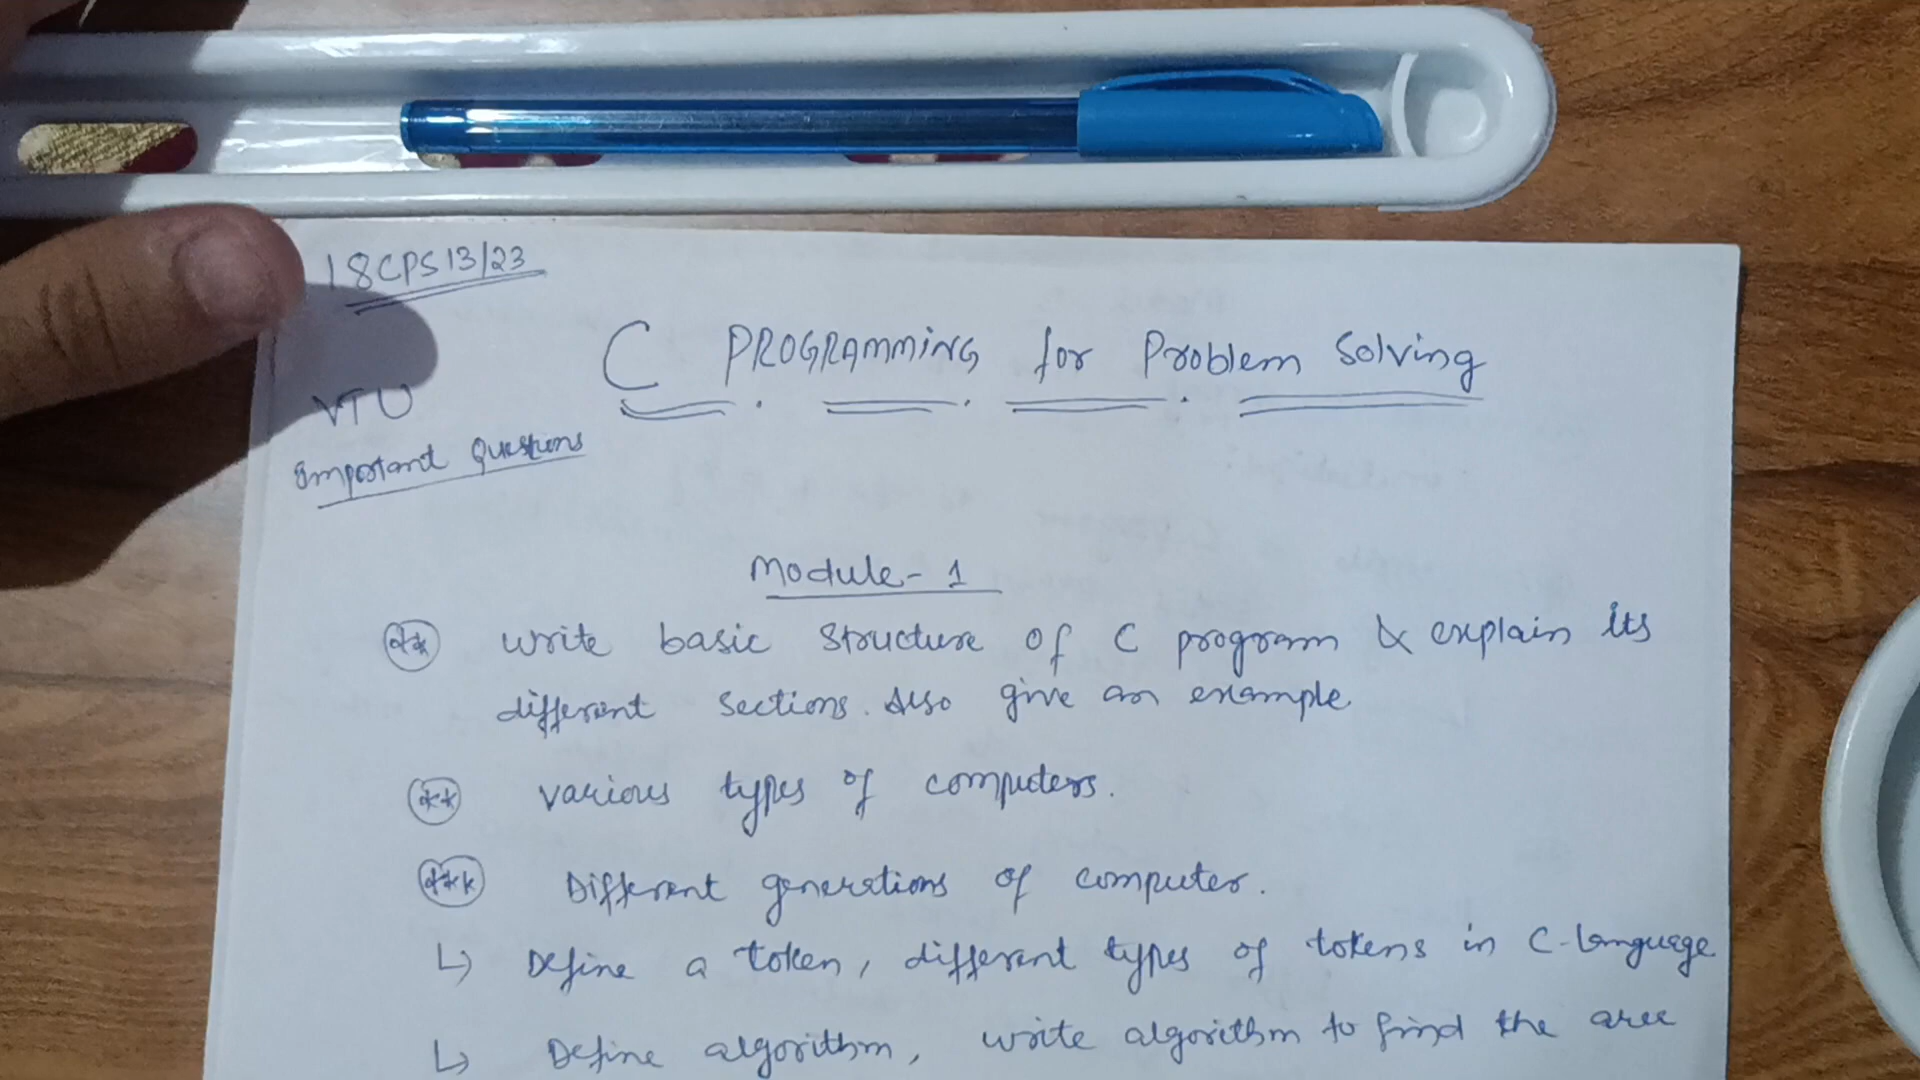 18CPS13/23
C PROGRAMMING for Problem Solving
VTU
Important Questions
Module-1
** write basic structure of C program & explain its
different sections. Also give an example
** various types of computers.
*** Different generations of computer.
↳ Define a token, different types of tokens in C-language
↳ Define algorithm, write algorithm to find the area